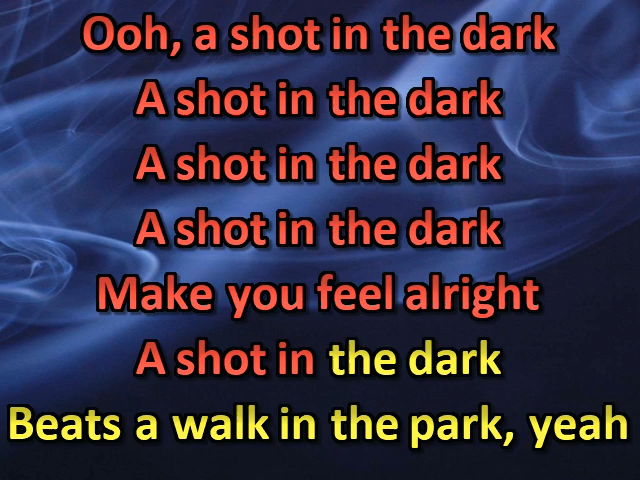 Ooh, a shot in the dark
A shot in the dark
A shot in the dark
A shot in the dark
Make you feel alright
A shot in the dark
Beats a walk in the park, yeah